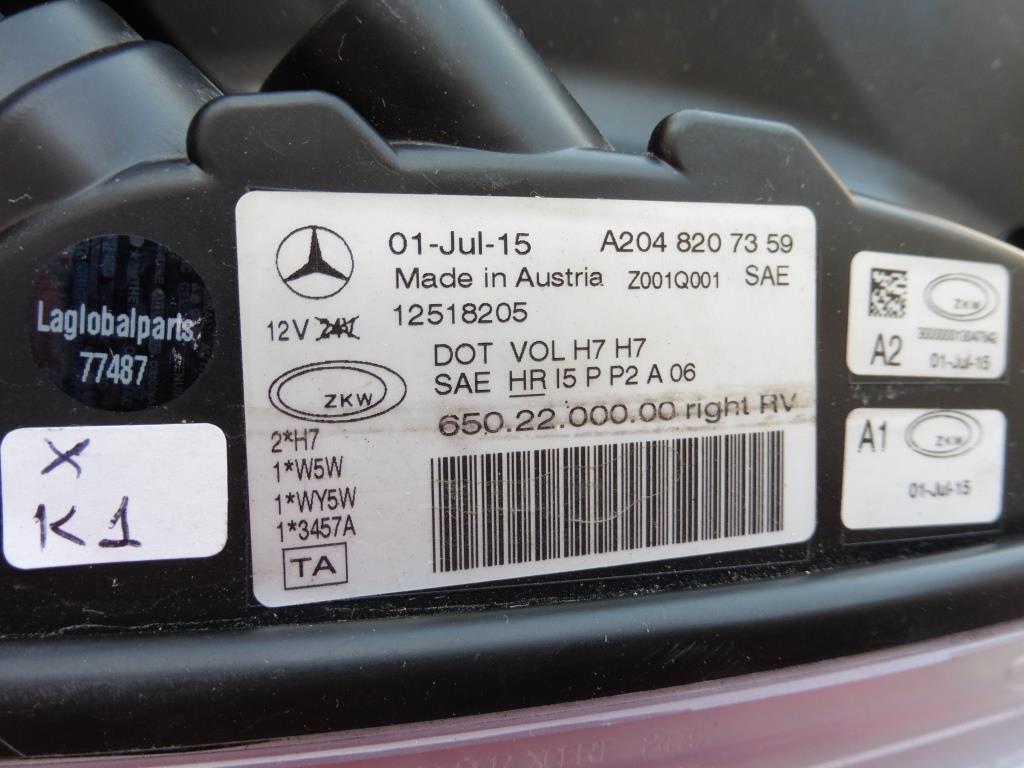 01-Jul-15 A204 820 73 59
Made in Austria Z001Q001 SAE
12V 24V 12518205
DOT VOL H7 H7
SAE HR I5 P P2 A 06
ZKW
650.22.000.00 right RV
2*H7
1*W5W
1*WY5W
1*3457A
TA
Laglobalparts
77487
X
K1
ZKW
A2 01-Jul-15
A1 ZKW
01-Jul-15